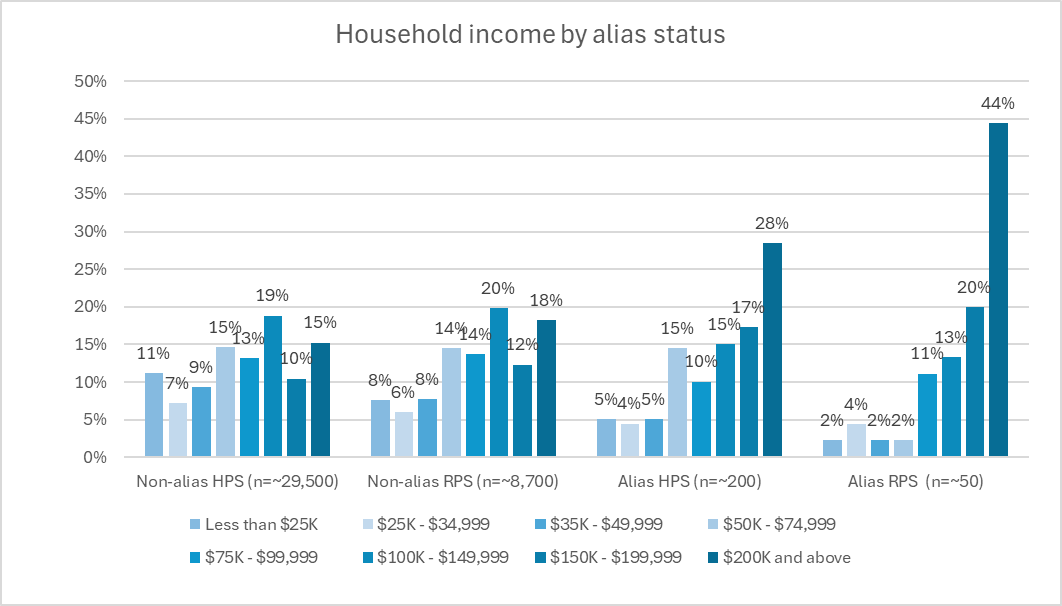 Household income by alias status
50%
45%
40%
35%
30%
25%
20%
15%
10%
5%
0%
11% 7% 9% 15% 13% 19% 10% 15%
8% 6% 8% 14% 14% 20% 12% 18%
5% 4% 5% 15% 10% 15% 17% 28%
2% 4% 2% 2% 11% 13% 20% 44%
Non-alias HPS (n=~29,500) Non-alias RPS (n=~8,700) Alias HPS (n=~200) Alias RPS (n=~50)
Less than $25K $25K - $34,999 $35K - $49,999 $50K - $74,999
$75K - $99,999 $100K - $149,999 $150K - $199,999 $200K and above